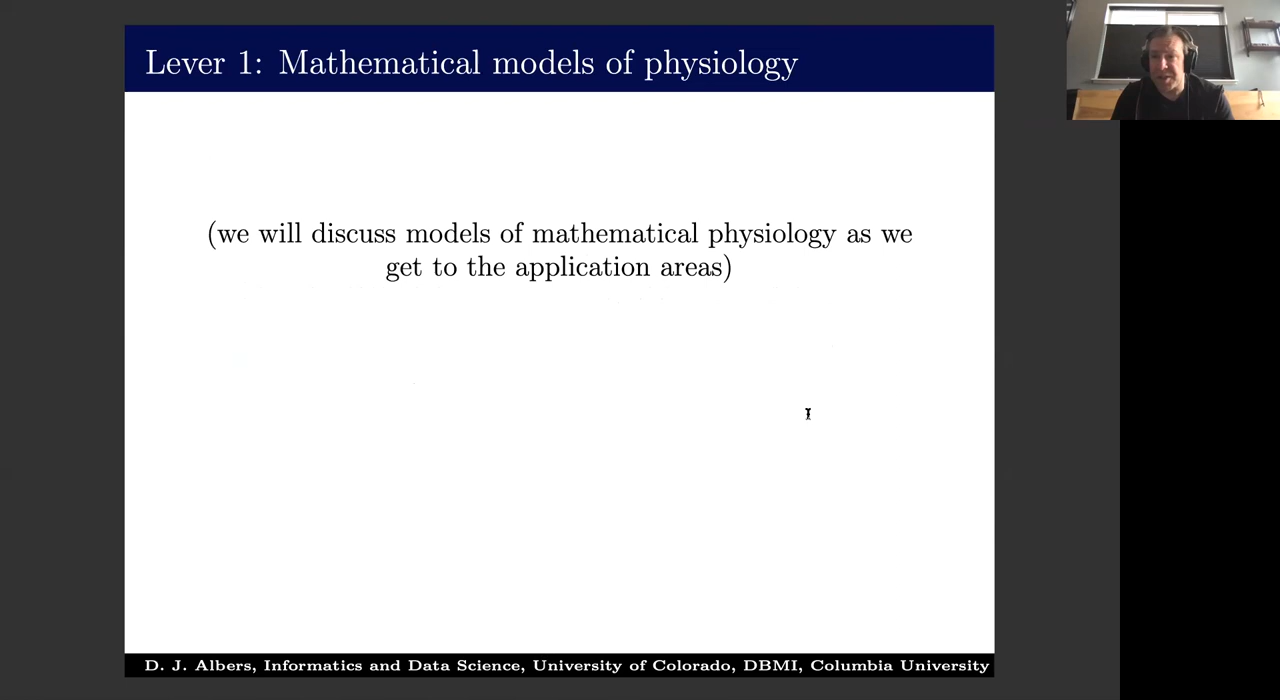 Lever 1: Mathematical models of physiology
(we will discuss models of mathematical physiology as we
get to the application areas)
D. J. Albers, Informatics and Data Science, University of Colorado, DBMI, Columbia University